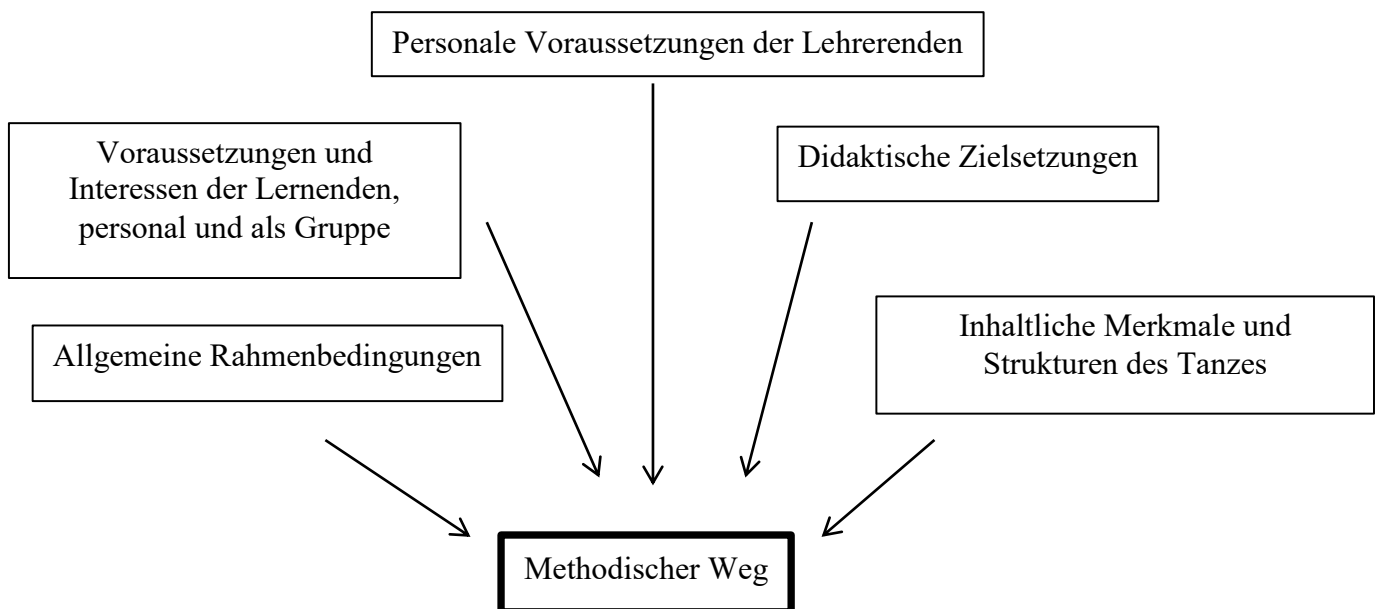 Personale Voraussetzungen der Lehrerenden
Voraussetzungen und
Interessen der Lernenden,
personal und als Gruppe
Didaktische Zielsetzungen
Allgemeine Rahmenbedingungen
Inhaltliche Merkmale und
Strukturen des Tanzes
Methodischer Weg